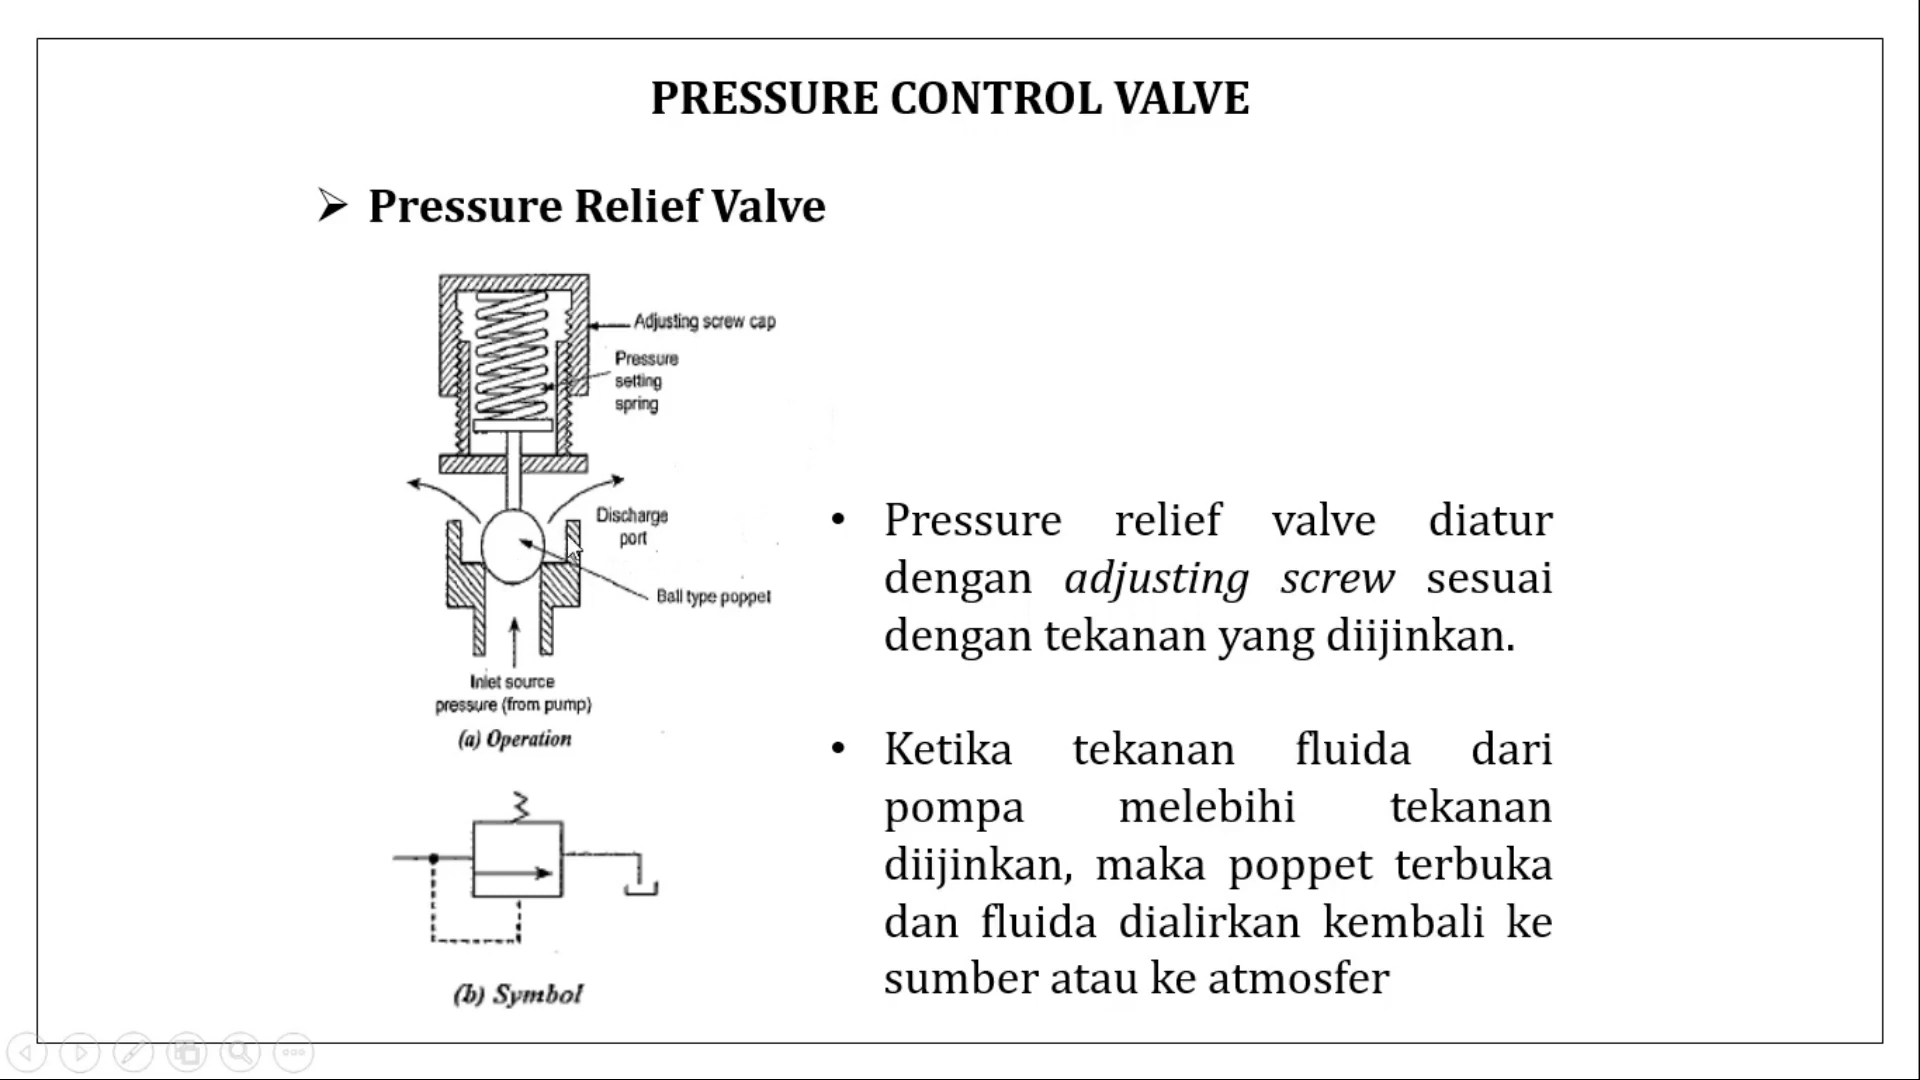 PRESSURE CONTROL VALVE
Pressure Relief Valve
Adjusting screw cap
Pressure
setting
spring
Discharge
port
Ball type poppet
Inlet source
pressure (from pump)
(a) Operation
(b) Symbol
• Pressure relief valve diatur
dengan adjusting screw sesuai
dengan tekanan yang diijinkan.
• Ketika tekanan fluida dari
pompa melebihi tekanan
diijinkan, maka poppet terbuka
dan fluida dialirkan kembali ke
sumber atau ke atmosfer